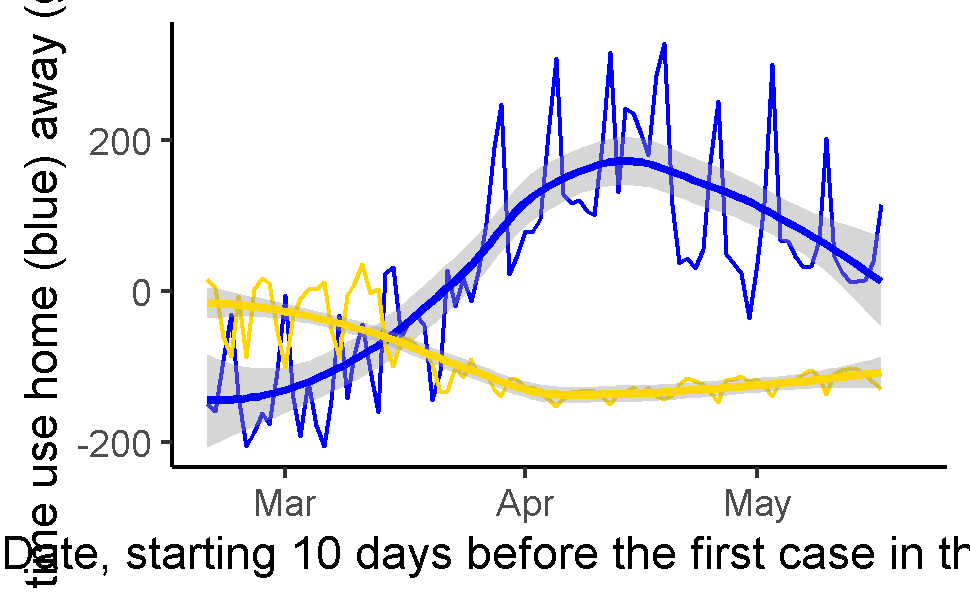 time use home (blue) away (
200
0
-200
Mar Apr May
Date, starting 10 days before the first case in th